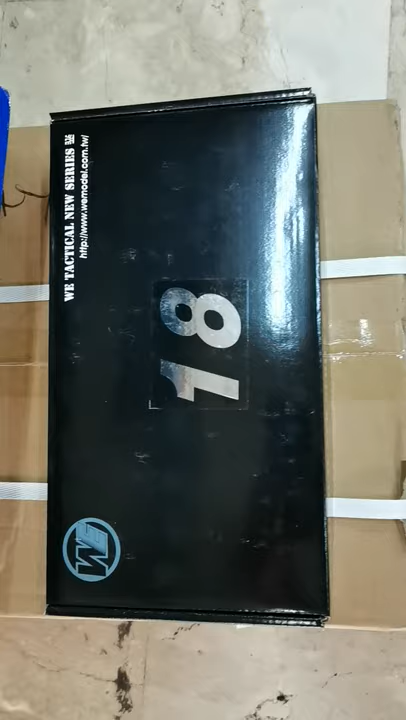 WE TACTICAL NEW SERIES
http://www.wemodel.com.tw/
18
WE